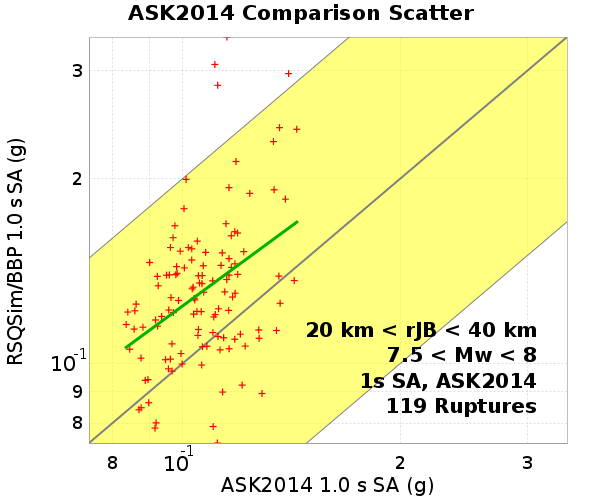 ASK2014 Comparison Scatter
RSQSim/BBP 1.0 s SA (g)
3
2
10-1
9
8
20 km < rJB < 40 km
7.5 < Mw < 8
1s SA, ASK2014
119 Ruptures
8
10-1
2
3
ASK2014 1.0 s SA (g)